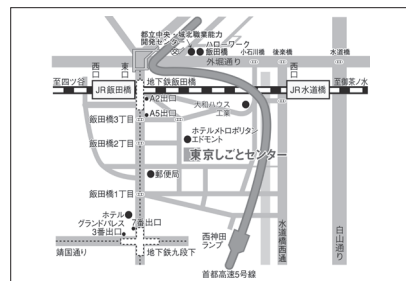 都立中央・城北職業能力
開発センター
ハローワーク
飯田橋
小石川橋
後楽橋
水道橋
外堀通り
西口
東口
西口
至四ツ谷
地下鉄飯田橋
至御茶ノ水
JR飯田橋
JR水道橋
A2出口
大和ハウス
工業
A5出口
飯田橋3丁目
ホテルメトロポリタン
エドモント
飯田橋2丁目
東京しごとセンター
郵便局
飯田橋1丁目
ホテル
グランドパレス
7番出口
3番出口
西神田
ランプ
水道橋西通り
白山通り
靖国通り
地下鉄九段下
首都高速5号線